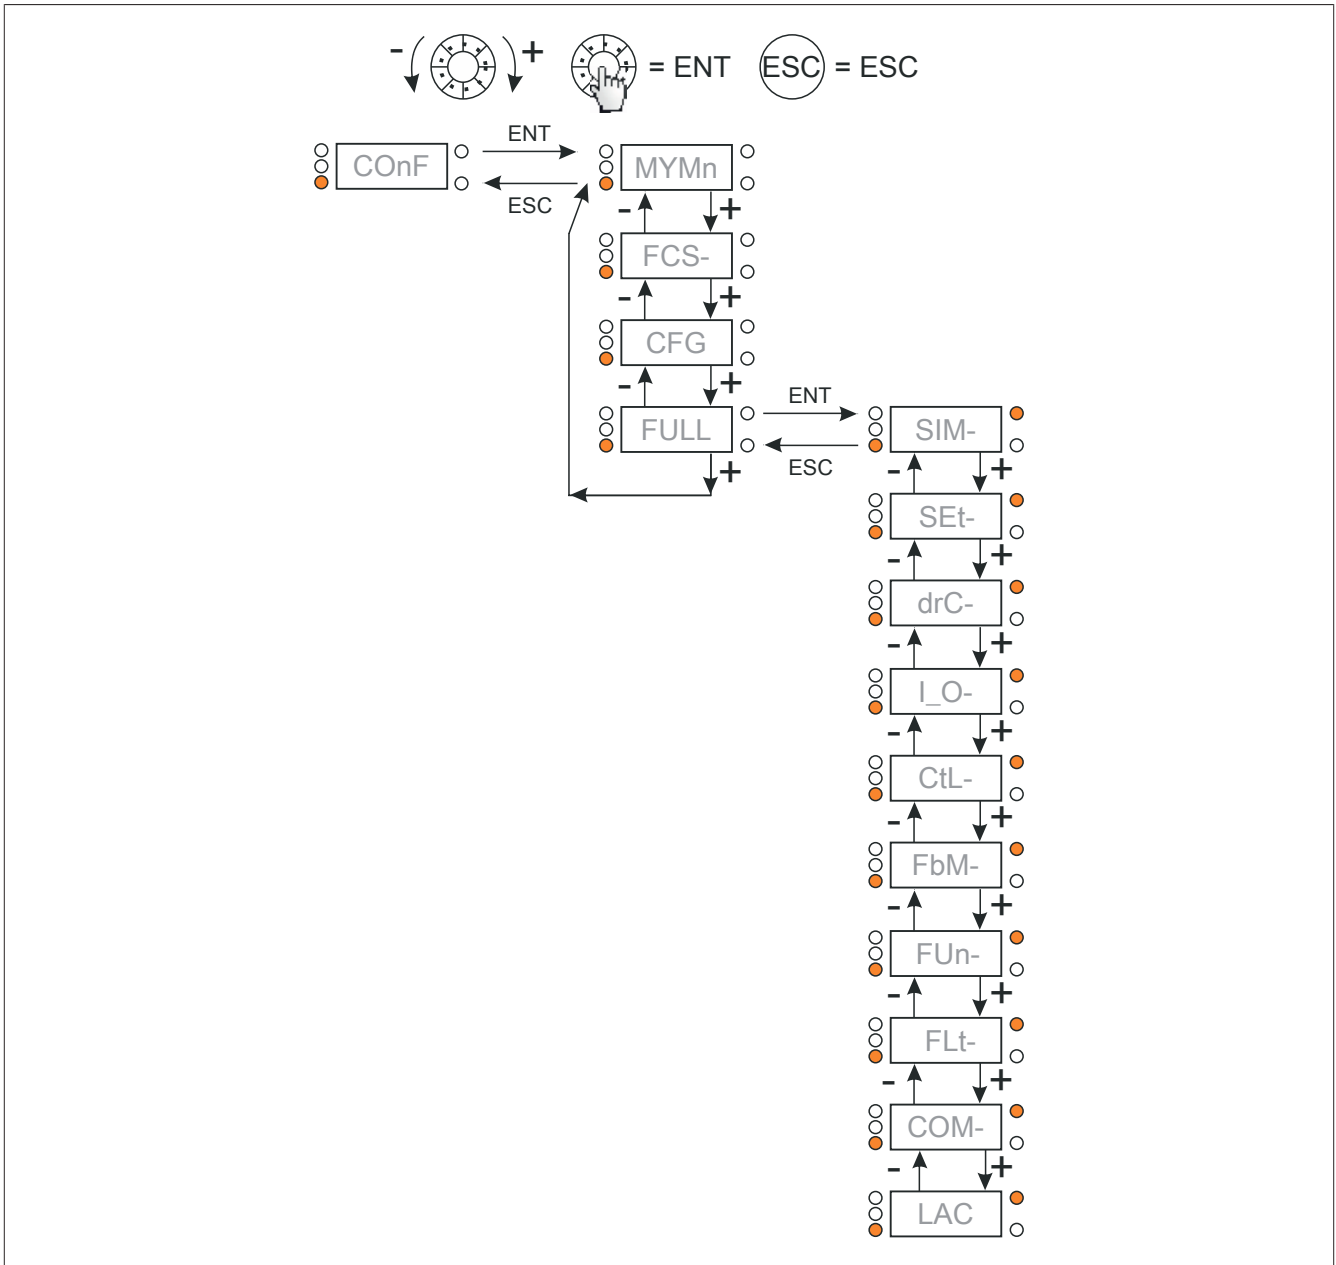 - + = ENT ESC = ESC
COnF ENT MYMn
ESC
- +
FCS-
- +
CFG
- +
FULL ENT SIM-
ESC
+ - +
SEt-
- +
drC-
- +
I_O-
- +
CtL-
- +
FbM-
- +
FUn-
- +
FLt-
- +
COM-
- +
LAC